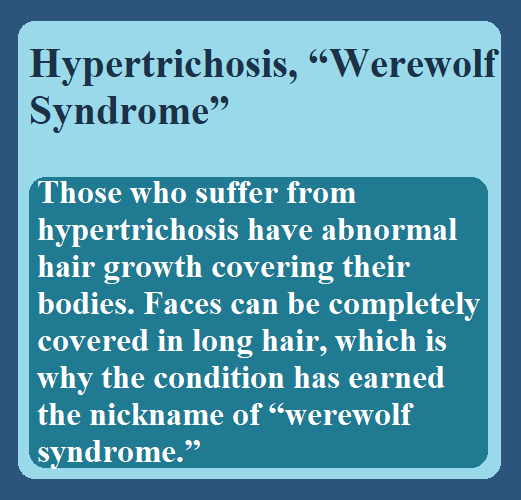 Hypertrichosis, “Werewolf
Syndrome”
Those who suffer from
hypertrichosis have abnormal
hair growth covering their
bodies. Faces can be completely
covered in long hair, which is
why the condition has earned
the nickname of “werewolf
syndrome.”